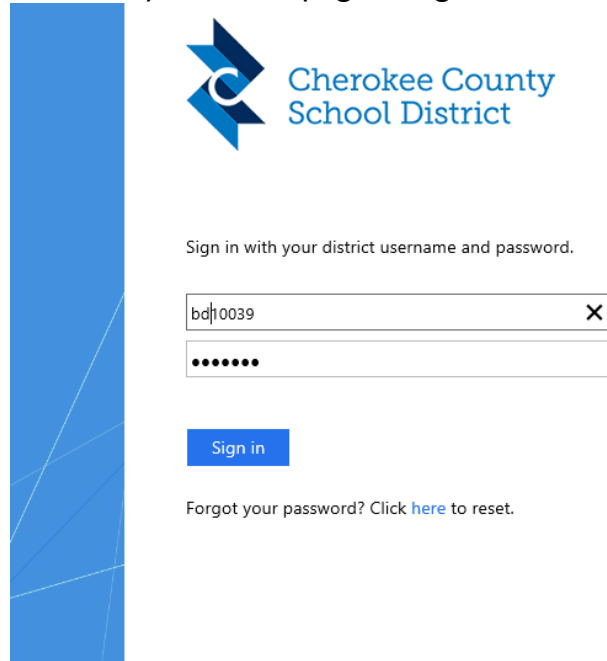 C
Cherokee County
School District
Sign in with your district username and password.
bd10039
•••••••
Sign in
Forgot your password? Click here to reset.